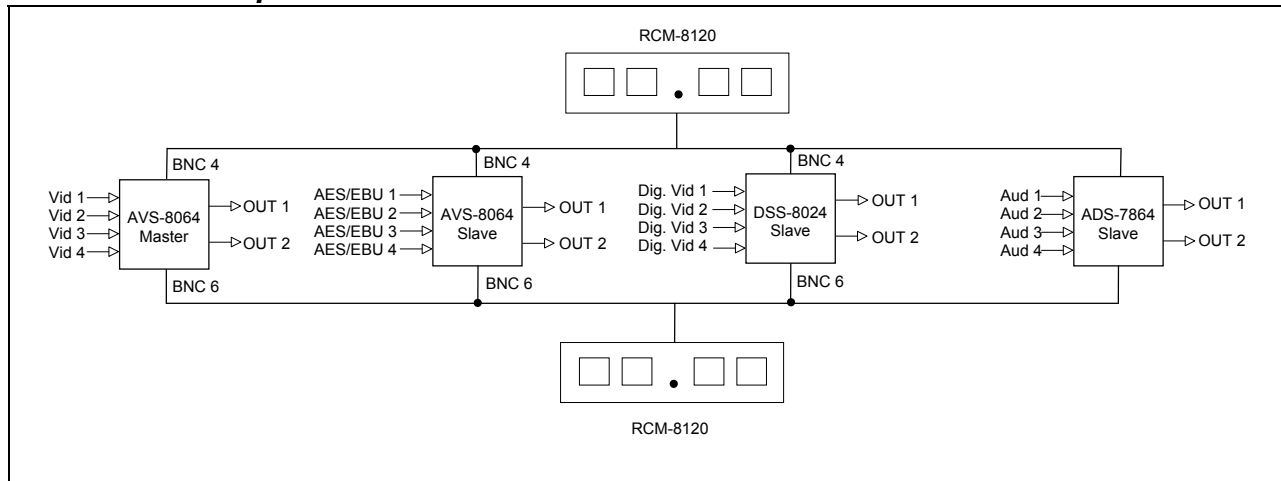 RCM-8120
BNC 4
BNC 4
BNC 4
Vid 1
Vid 2
Vid 3
Vid 4
AVS-8064
Master
OUT 1
OUT 2
BNC 6
AES/EBU 1
AES/EBU 2
AES/EBU 3
AES/EBU 4
AVS-8064
Slave
OUT 1
OUT 2
BNC 6
Dig. Vid 1
Dig. Vid 2
Dig. Vid 3
Dig. Vid 4
DSS-8024
Slave
OUT 1
OUT 2
BNC 6
Aud 1
Aud 2
Aud 3
Aud 4
ADS-7864
Slave
OUT 1
OUT 2
RCM-8120